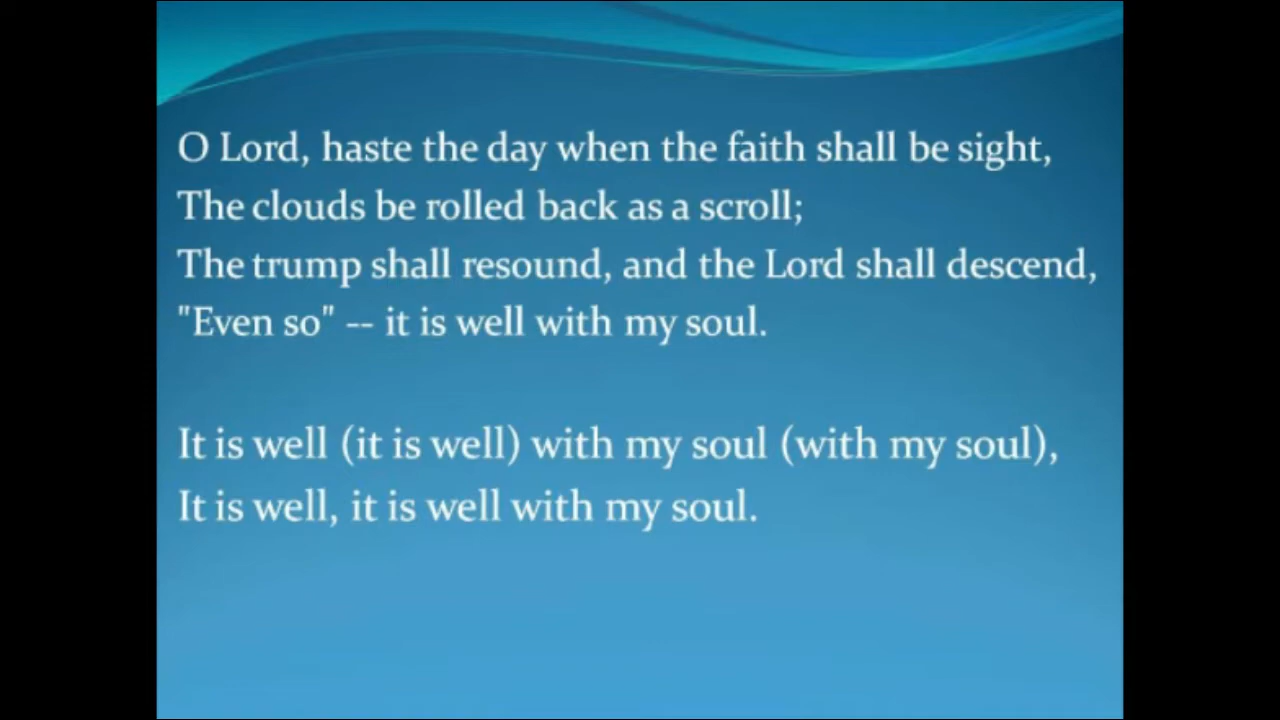 O Lord, haste the day when the faith shall be sight,
The clouds be rolled back as a scroll;
The trump shall resound, and the Lord shall descend,
"Even so" -- it is well with my soul.
It is well (it is well) with my soul (with my soul),
It is well, it is well with my soul.